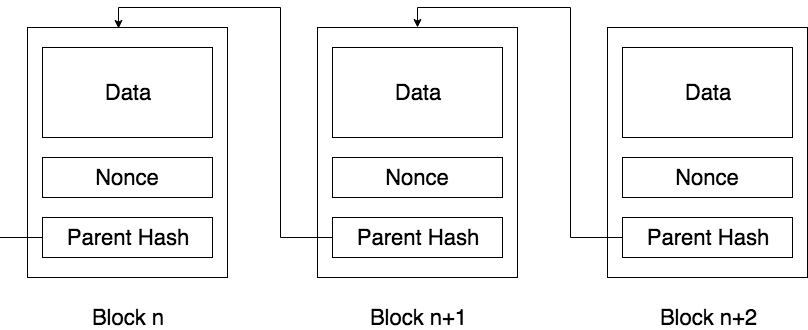 Data
Data
Data
Nonce
Nonce
Nonce
Parent Hash
Parent Hash
Parent Hash
Block n
Block n+1
Block n+2